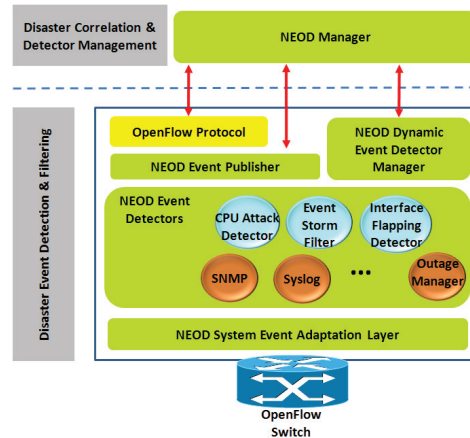 Disaster Correlation &
Detector Management
NEOD Manager
Disaster Event Detection & Filtering
OpenFlow Protocol
NEOD Event Publisher
NEOD Dynamic
Event Detector
Manager
NEOD Event
Detectors
CPU Attack
Detector
Event
Storm
Filter
Interface
Flapping
Detector
SNMP
Syslog
...
Outage
Manager
NEOD System Event Adaptation Layer
OpenFlow
Switch